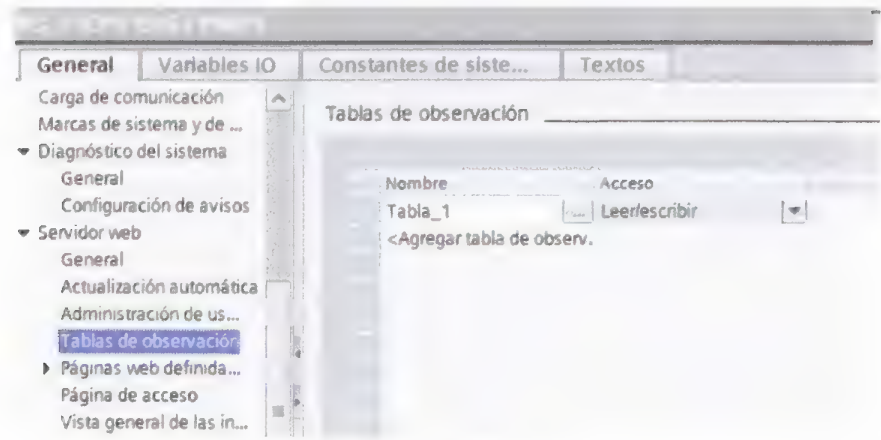 General Variables IO Constantes de siste... Textos
Carga de comunicación
Marcas de sistema y de ...
Diagnóstico del sistema
General
Configuración de avisos
Servidor web
General
Actualización automática
Administración de us...
Tablas de observación
Páginas web definida...
Página de acceso
Vista general de las in...
Tablas de observación
Nombre Acceso
Tabla_1 ... Leer/escribir
<Agregar tabla de observ.